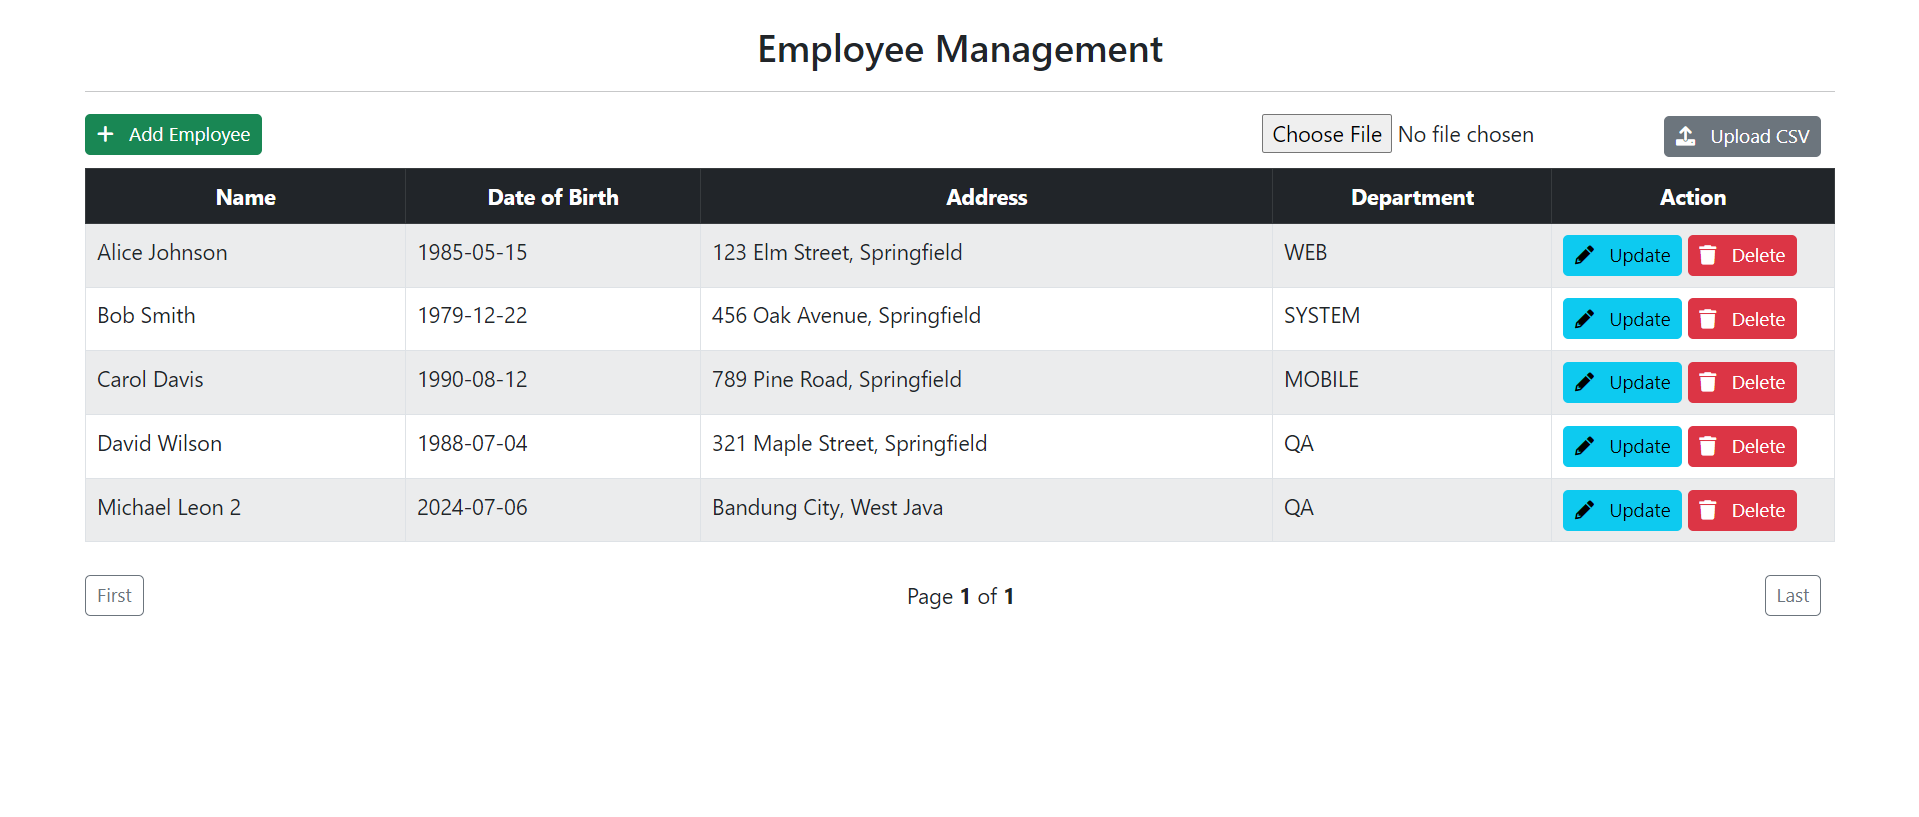 Employee Management
Add Employee Choose File No file chosen Upload CSV
Name Date of Birth Address Department Action
Alice Johnson 1985-05-15 123 Elm Street, Springfield WEB Update Delete
Bob Smith 1979-12-22 456 Oak Avenue, Springfield SYSTEM Update Delete
Carol Davis 1990-08-12 789 Pine Road, Springfield MOBILE Update Delete
David Wilson 1988-07-04 321 Maple Street, Springfield QA Update Delete
Michael Leon 2 2024-07-06 Bandung City, West Java QA Update Delete
First Page 1 of 1 Last